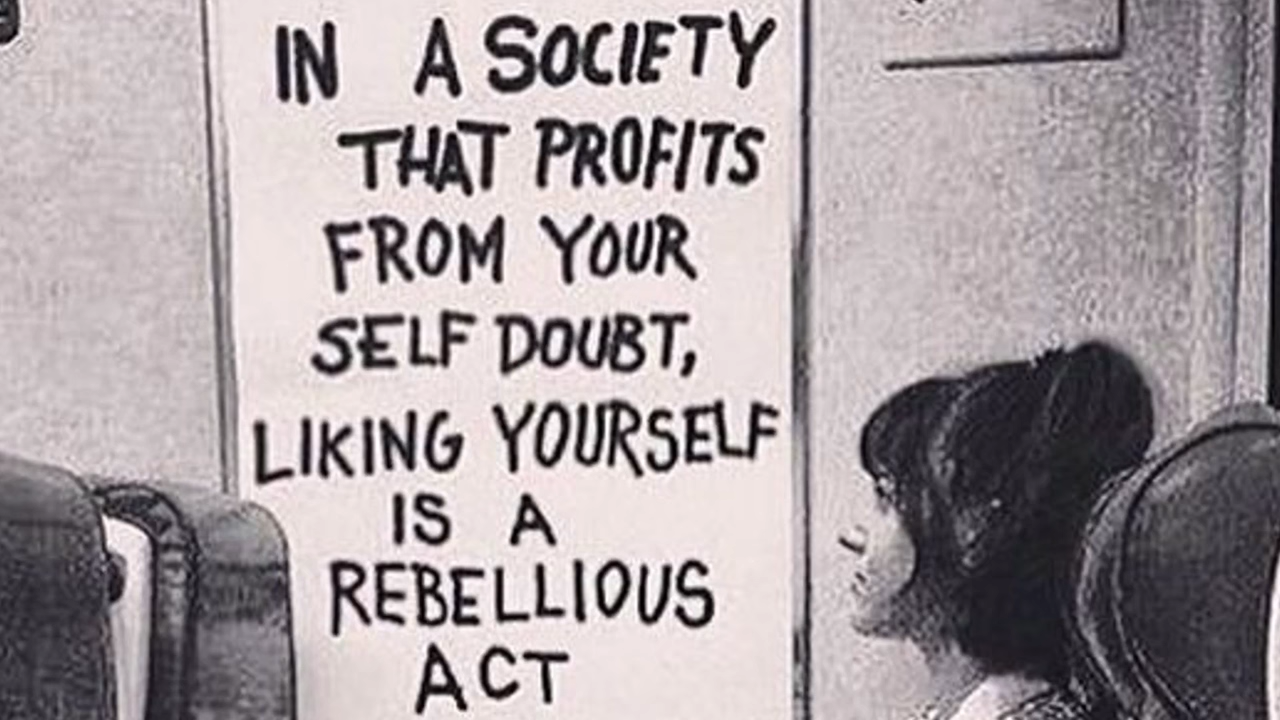 IN A SOCIETY
THAT PROFITS
FROM YOUR
SELF DOUBT,
LIKING YOURSELF
IS A
REBELLIOUS
ACT